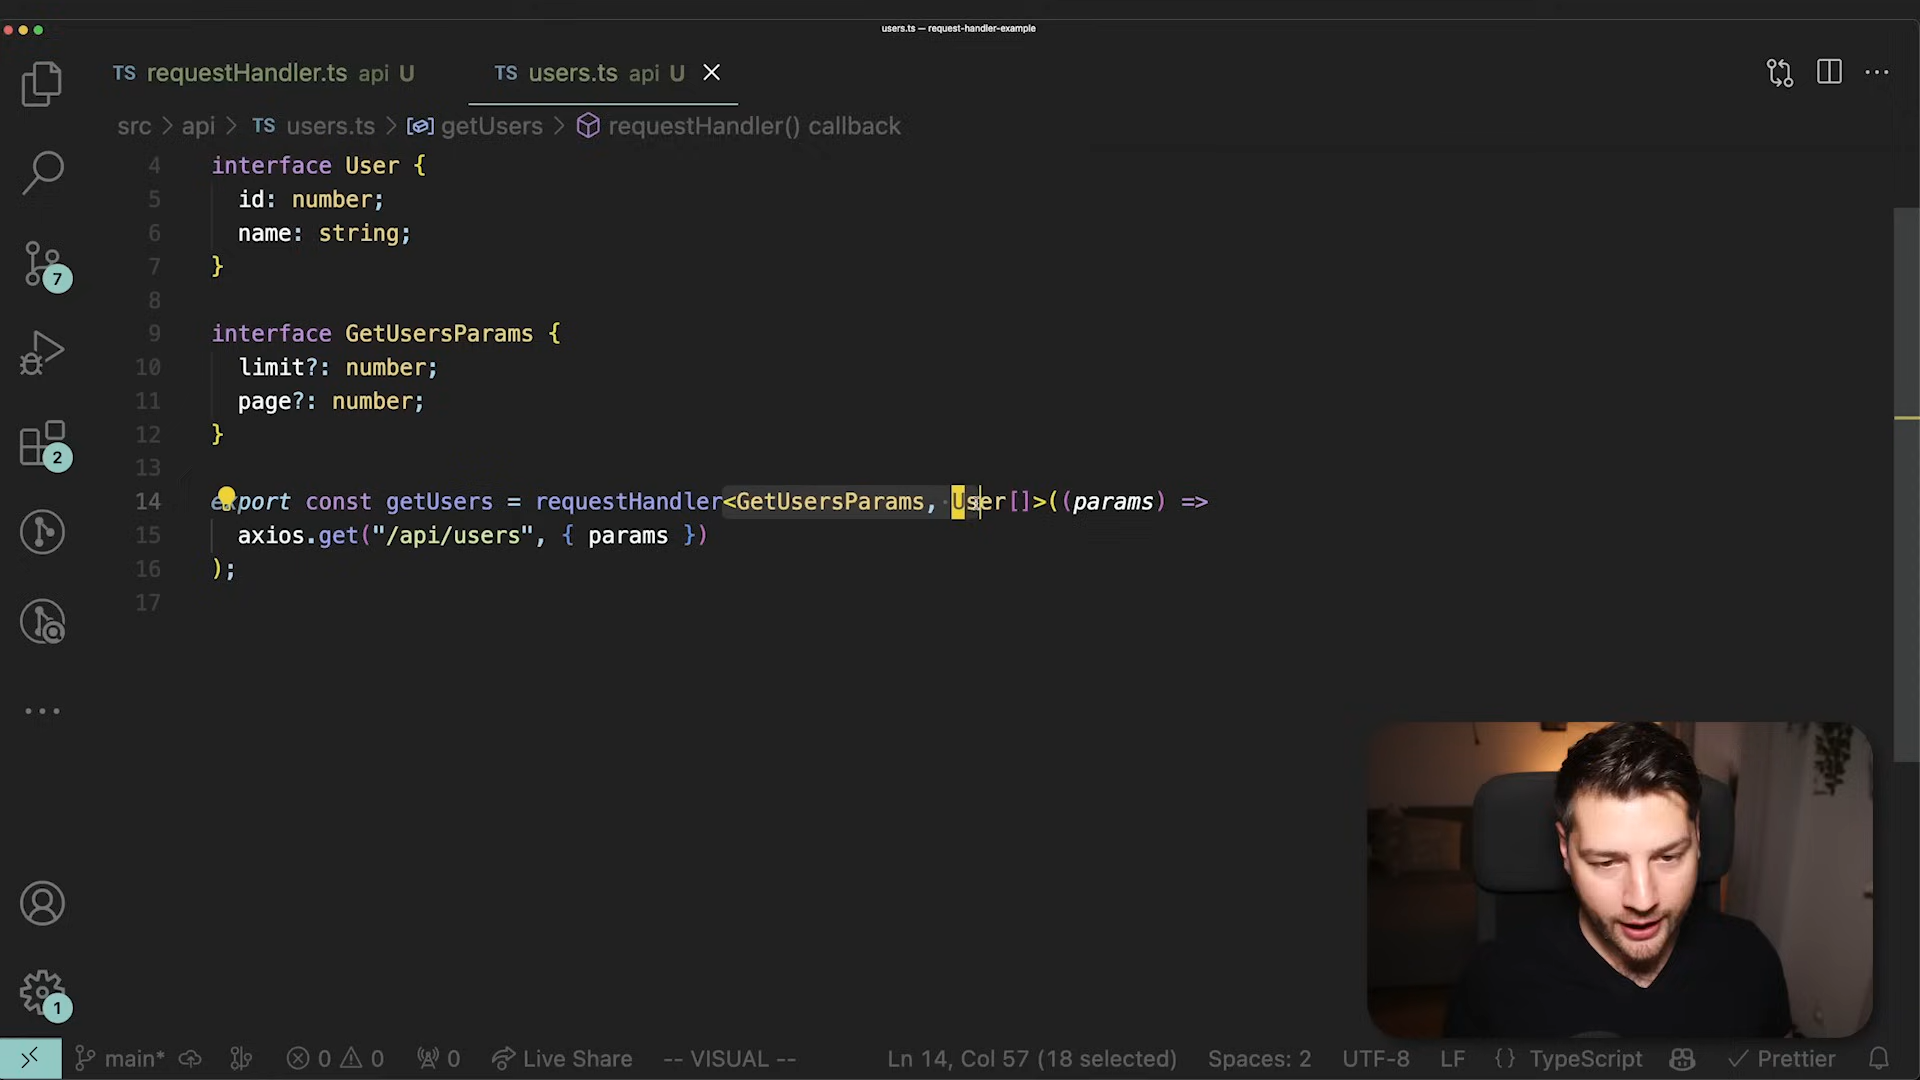 users.ts — request-handler-example
TS requestHandler.ts api U
TS users.ts api U
src > api > TS users.ts > getUsers > requestHandler() callback
4 interface User {
5 id: number;
6 name: string;
7 }
8
9 interface GetUsersParams {
10 limit?: number;
11 page?: number;
12 }
13
14 export const getUsers = requestHandler<GetUsersParams, User[]>((params) =>
15 axios.get("/api/users", { params })
16 );
17
7
2
1
main* 0 0 0 Live Share -- VISUAL -- Ln 14, Col 57 (18 selected) Spaces: 2 UTF-8 LF {} TypeScript Prettier